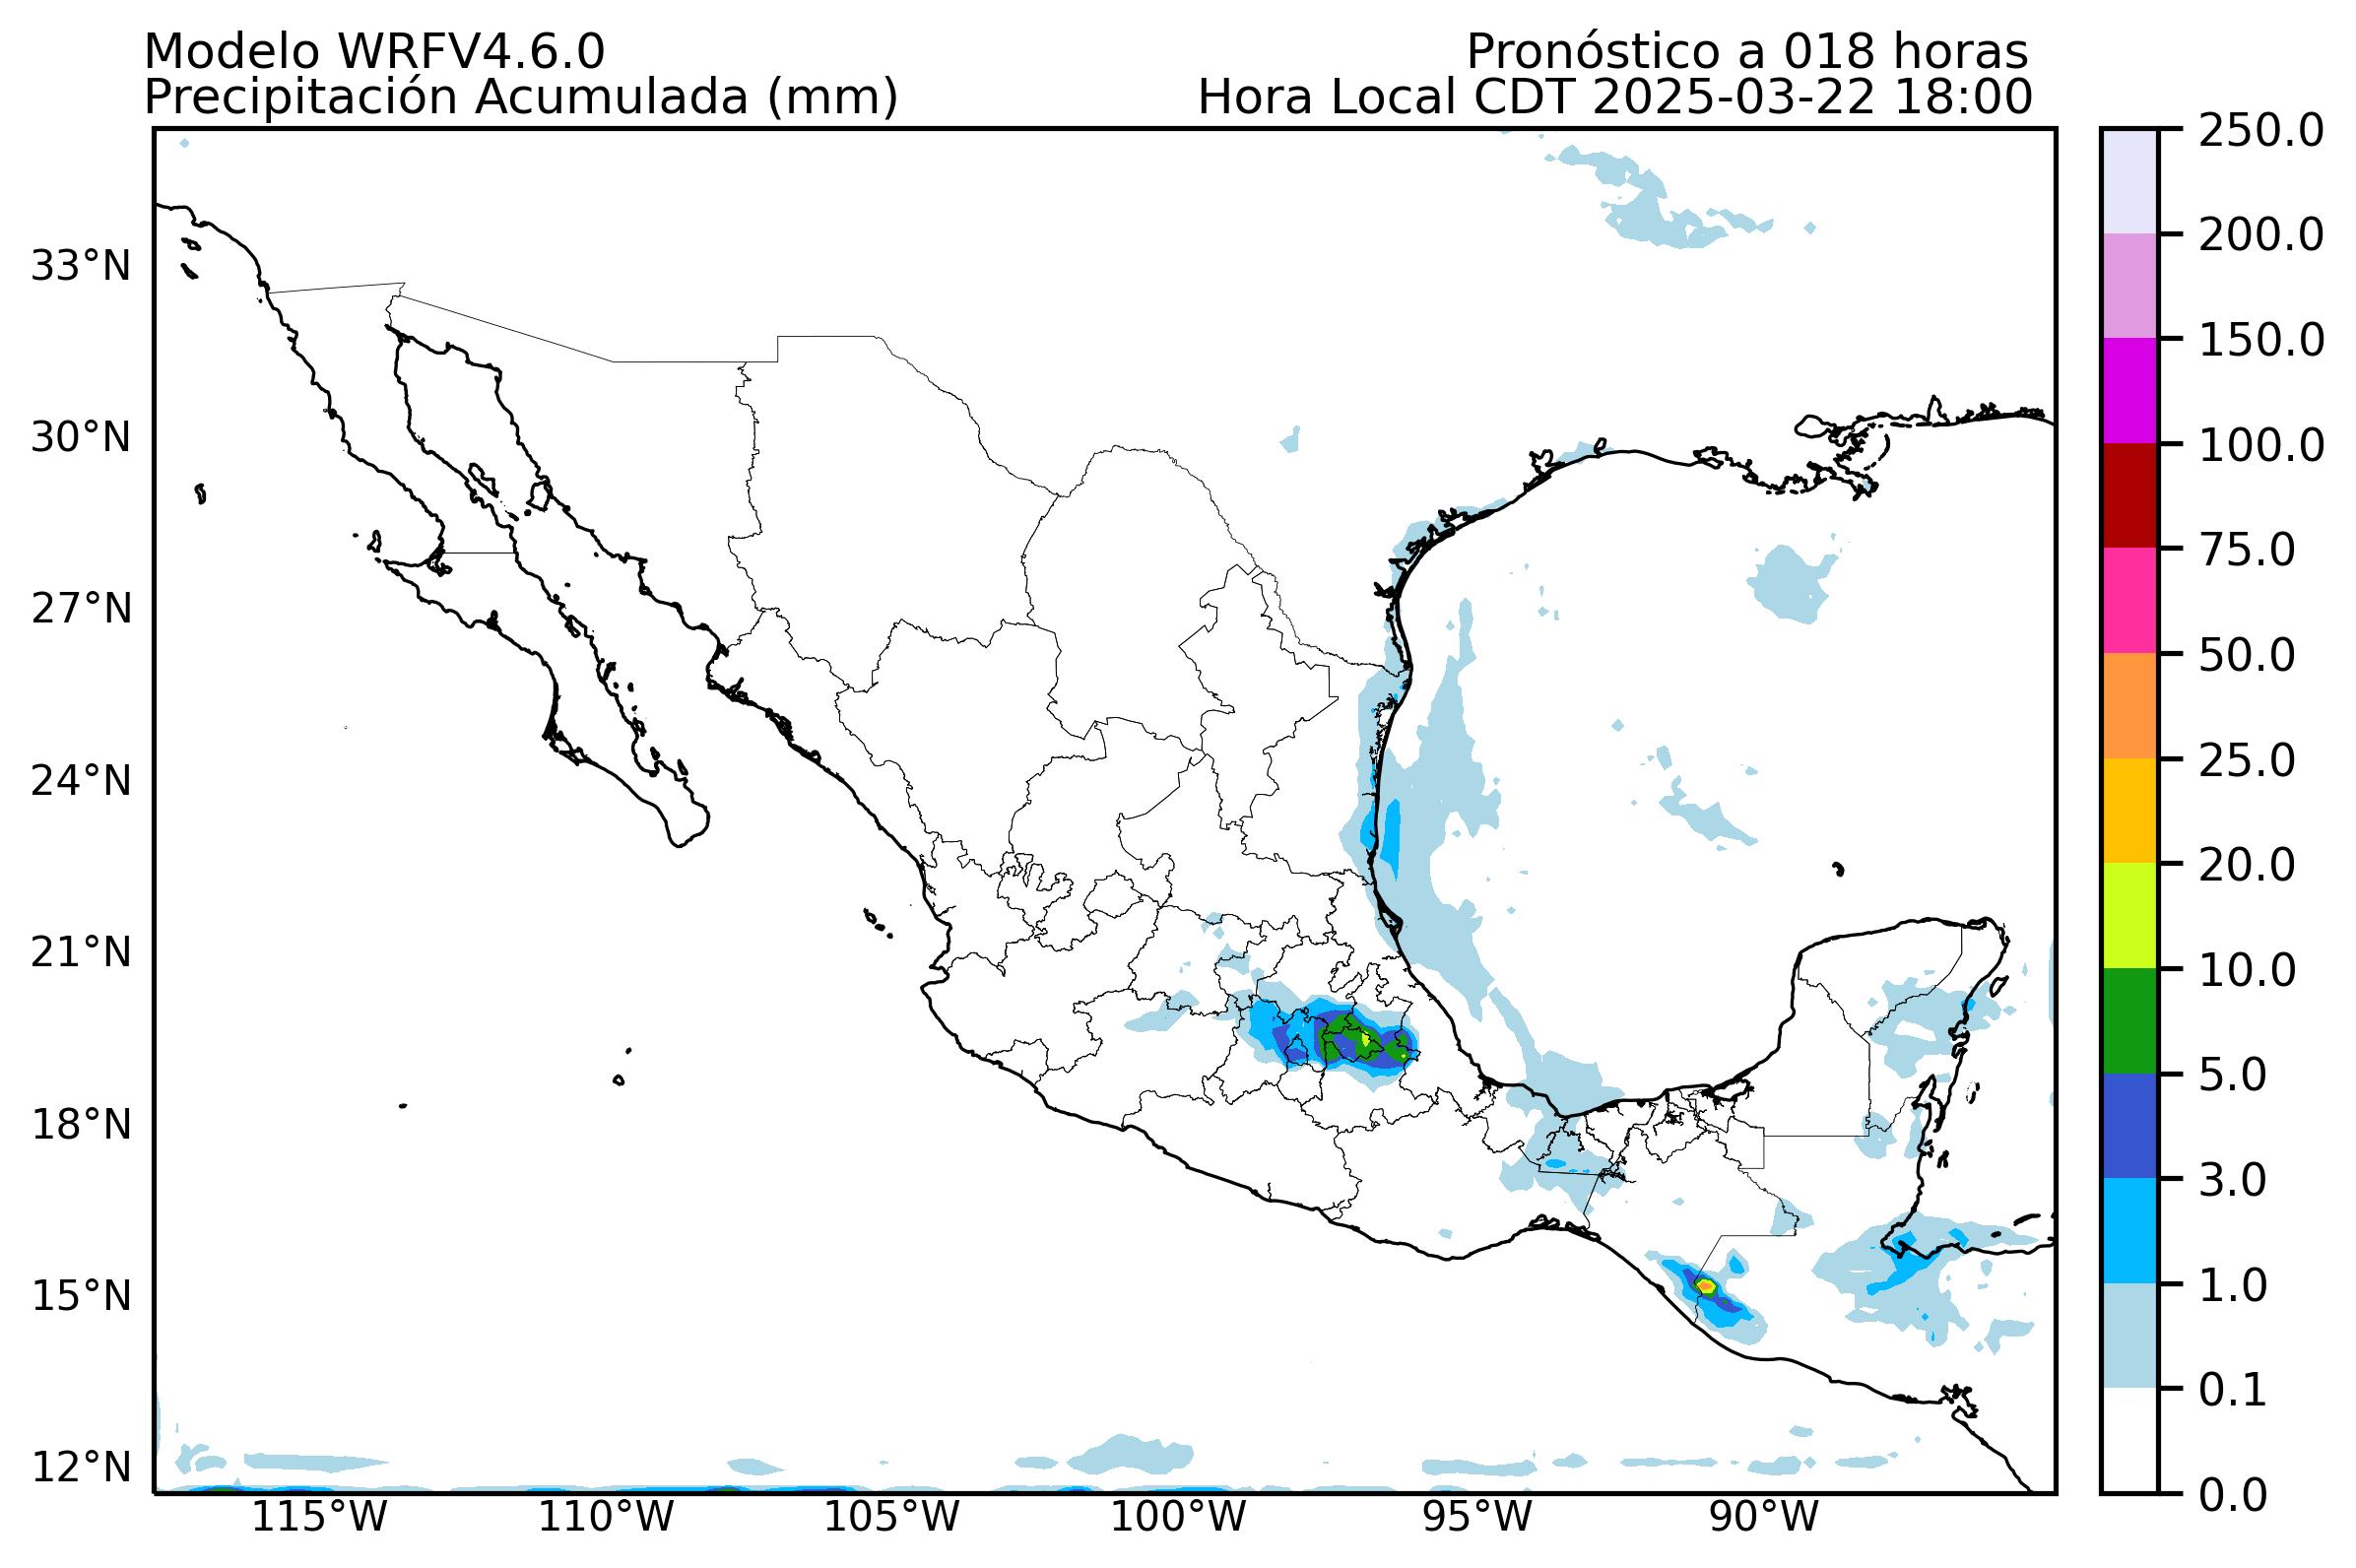 Modelo WRFV4.6.0
Pronóstico a 018 horas
Precipitación Acumulada (mm)
Hora Local CDT 2025-03-22 18:00
250.0
200.0
150.0
100.0
75.0
50.0
25.0
20.0
10.0
5.0
3.0
1.0
0.1
0.0
33°N
30°N
27°N
24°N
21°N
18°N
15°N
12°N
115°W
110°W
105°W
100°W
95°W
90°W